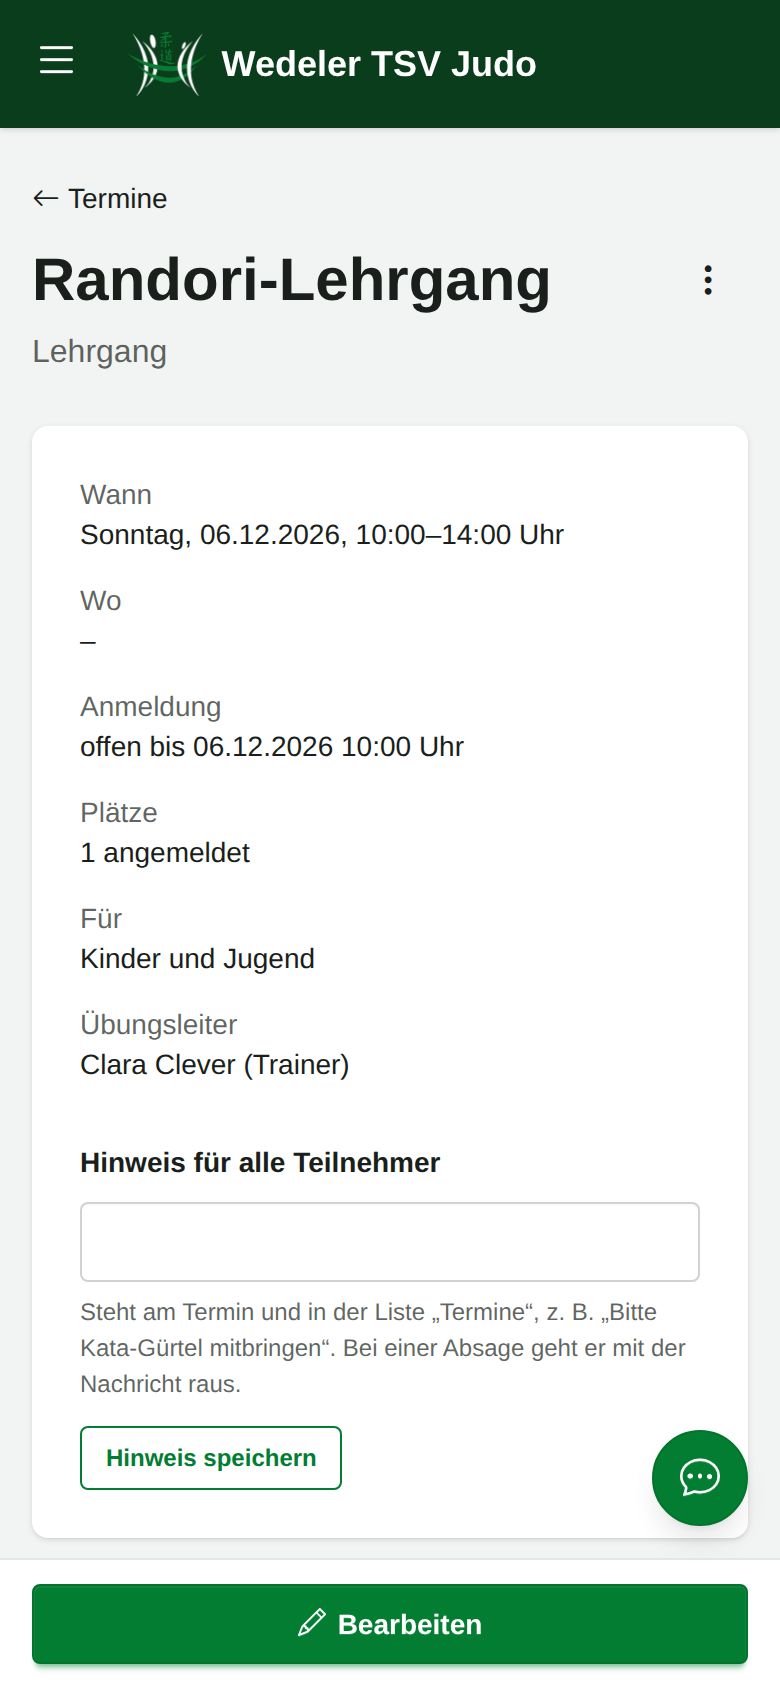 柔道
Wedeler TSV Judo
← Termine
Randori-Lehrgang
Lehrgang
Wann
Sonntag, 06.12.2026, 10:00–14:00 Uhr
Wo
–
Anmeldung
offen bis 06.12.2026 10:00 Uhr
Plätze
1 angemeldet
Für
Kinder und Jugend
Übungsleiter
Clara Clever (Trainer)
Hinweis für alle Teilnehmer
Steht am Termin und in der Liste „Termine“, z. B. „Bitte
Kata-Gürtel mitbringen“. Bei einer Absage geht er mit der
Nachricht raus.
Hinweis speichern
Bearbeiten